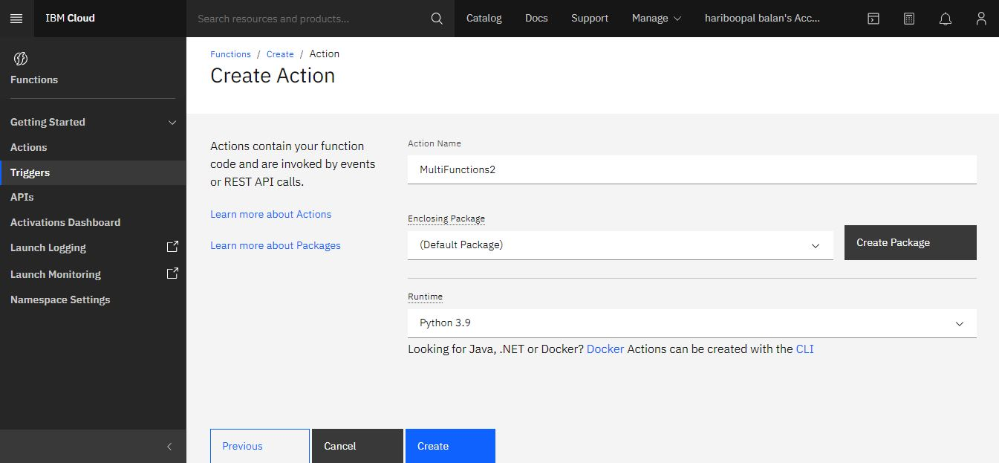 IBM Cloud
Search resources and products...
Catalog
Docs
Support
Manage
hariboopal balan's Acc...
Functions
Getting Started
Actions
Triggers
APIs
Activations Dashboard
Launch Logging
Launch Monitoring
Namespace Settings
Functions / Create / Action
Create Action
Actions contain your function
code and are invoked by events
or REST API calls.
Learn more about Actions
Learn more about Packages
Action Name
MultiFunctions2
Enclosing Package
(Default Package)
Create Package
Runtime
Python 3.9
Looking for Java, .NET or Docker? Docker Actions can be created with the CLI
Previous
Cancel
Create